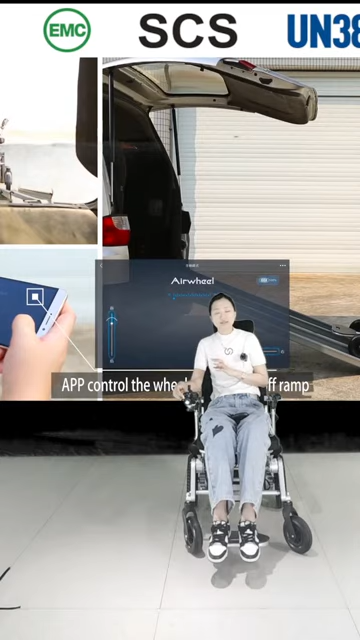 EMC
SCS
UN38
Airwheel
APP control the whe ff ramp